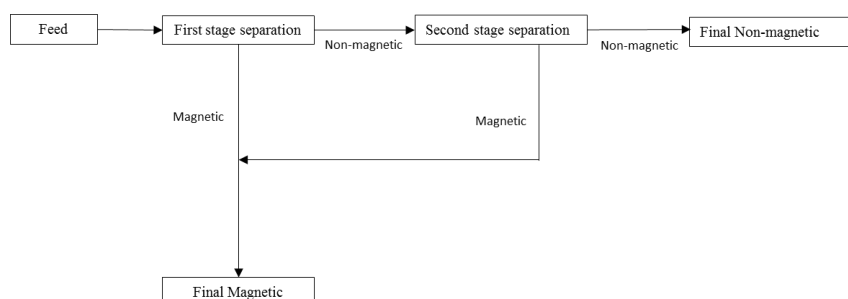 Feed
First stage separation
Non-magnetic
Second stage separation
Non-magnetic
Final Non-magnetic
Magnetic
Magnetic
Final Magnetic